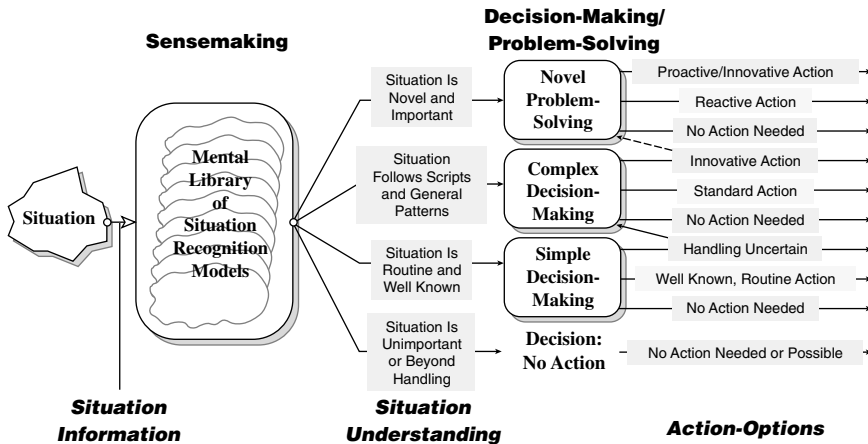 Sensemaking
Decision-Making/
Problem-Solving
Situation
Mental
Library
of
Situation
Recognition
Models
Situation Is
Novel and
Important
Situation
Follows Scripts
and General
Patterns
Situation Is
Routine and
Well Known
Situation Is
Unimportant
or Beyond
Handling
Novel
Problem-
Solving
Complex
Decision-
Making
Simple
Decision-
Making
Decision:
No Action
Proactive/Innovative Action
Reactive Action
No Action Needed
Innovative Action
Standard Action
No Action Needed
Handling Uncertain
Well Known, Routine Action
No Action Needed
No Action Needed or Possible
Situation
Information
Situation
Understanding
Action-Options